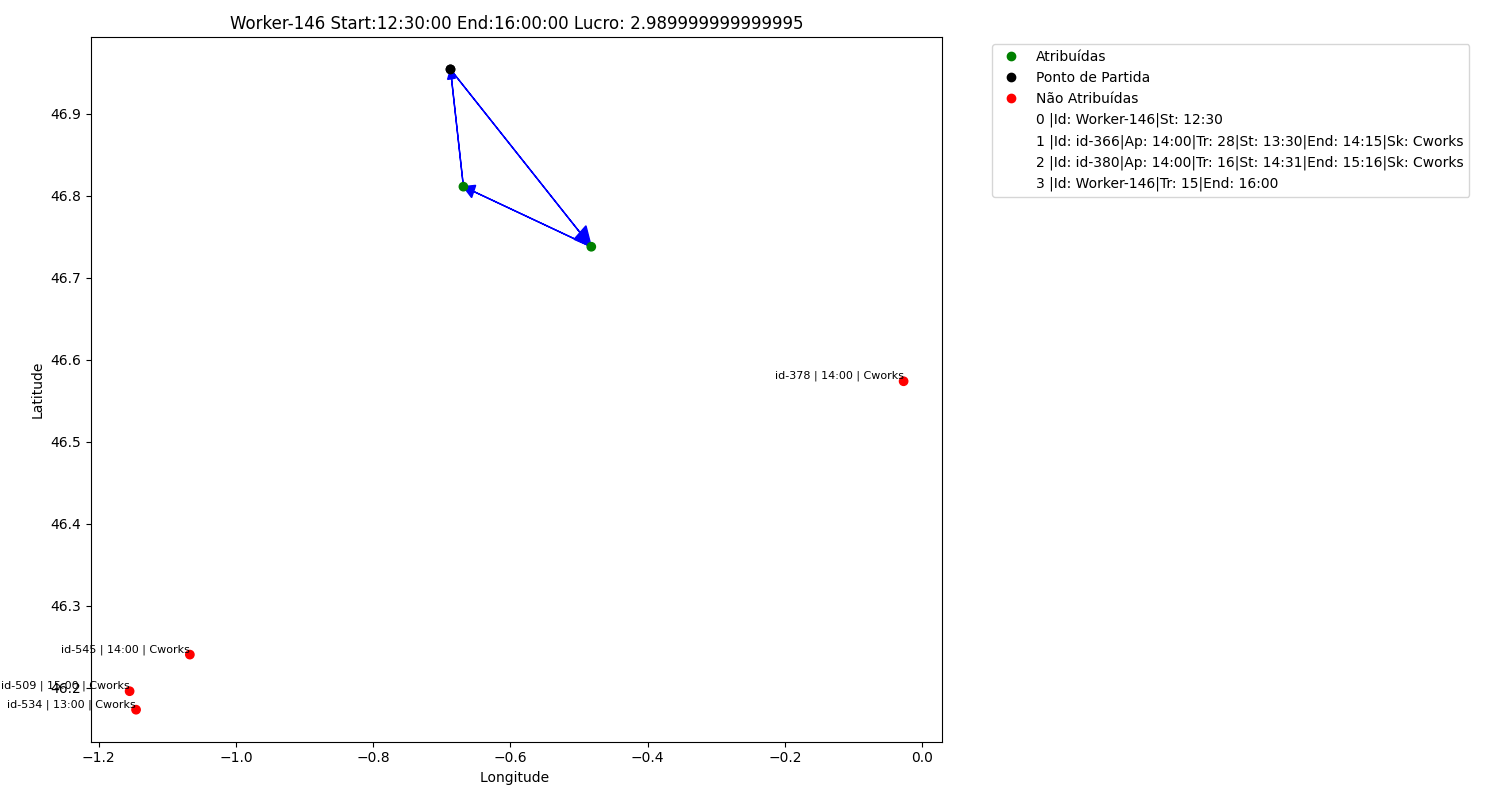 Worker-146 Start:12:30:00 End:16:00:00 Lucro: 2.989999999999995
Atribuídas
Ponto de Partida
Não Atribuídas
0 |Id: Worker-146|St: 12:30
1 |Id: id-366|Ap: 14:00|Tr: 28|St: 13:30|End: 14:15|Sk: Cworks
2 |Id: id-380|Ap: 14:00|Tr: 16|St: 14:31|End: 15:16|Sk: Cworks
3 |Id: Worker-146|Tr: 15|End: 16:00
Latitude
46.9
46.8
46.7
46.6
46.5
46.4
46.3
46.2
id-378 | 14:00 | Cworks
id-545 | 14:00 | Cworks
id-509 | 15:00 | Cworks
id-534 | 13:00 | Cworks
−1.2
−1.0
−0.8
−0.6
−0.4
−0.2
0.0
Longitude